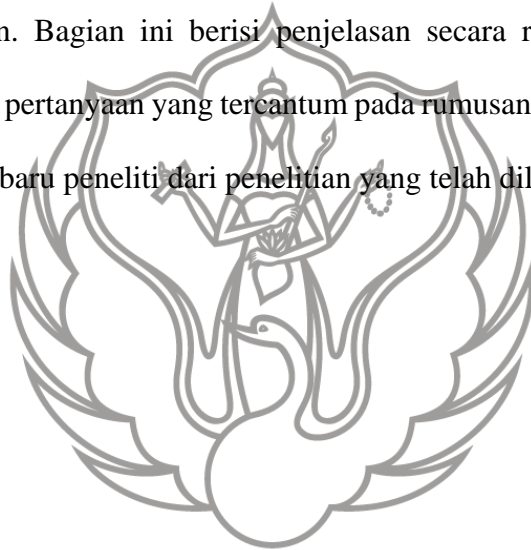 n. Bagian ini berisi penjelasan secara r
pertanyaan yang tercantum pada rumusan
baru peneliti dari penelitian yang telah dil